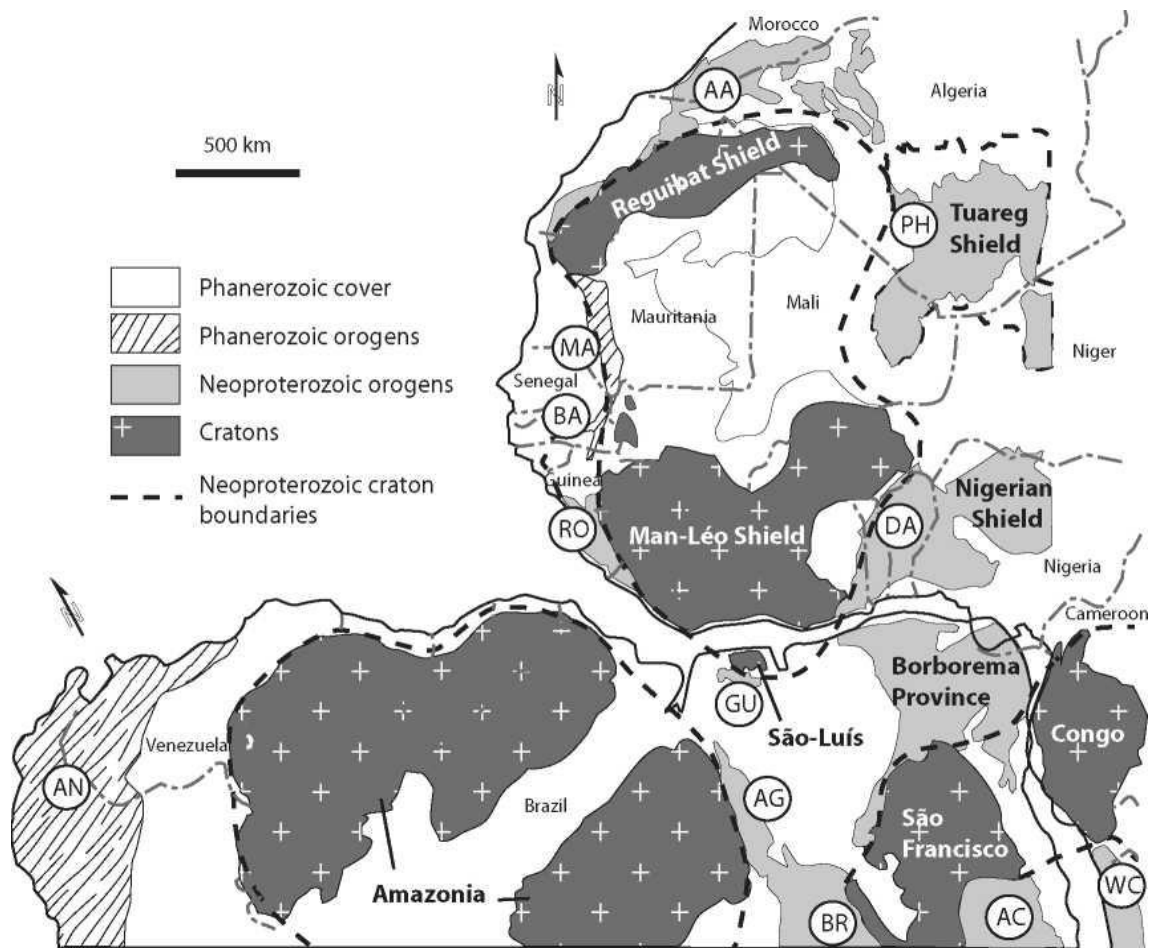 Morocco
AA
N
Algeria
500 km
Reguibat Shield
PH
Tuareg
Shield
Phanerozoic cover
Phanerozoic orogens
Neoproterozoic orogens
Cratons
Neoproterozoic craton
boundaries
Mauritania
Mali
MA
Niger
Senegal
BA
Guinea
RO
Man-Léo Shield
DA
Nigerian
Shield
Nigeria
Cameroon
N
Borborema
Province
GU
São-Luís
Congo
Venezuela
AN
Brazil
AG
São
Francisco
Amazonia
WC
BR
AC